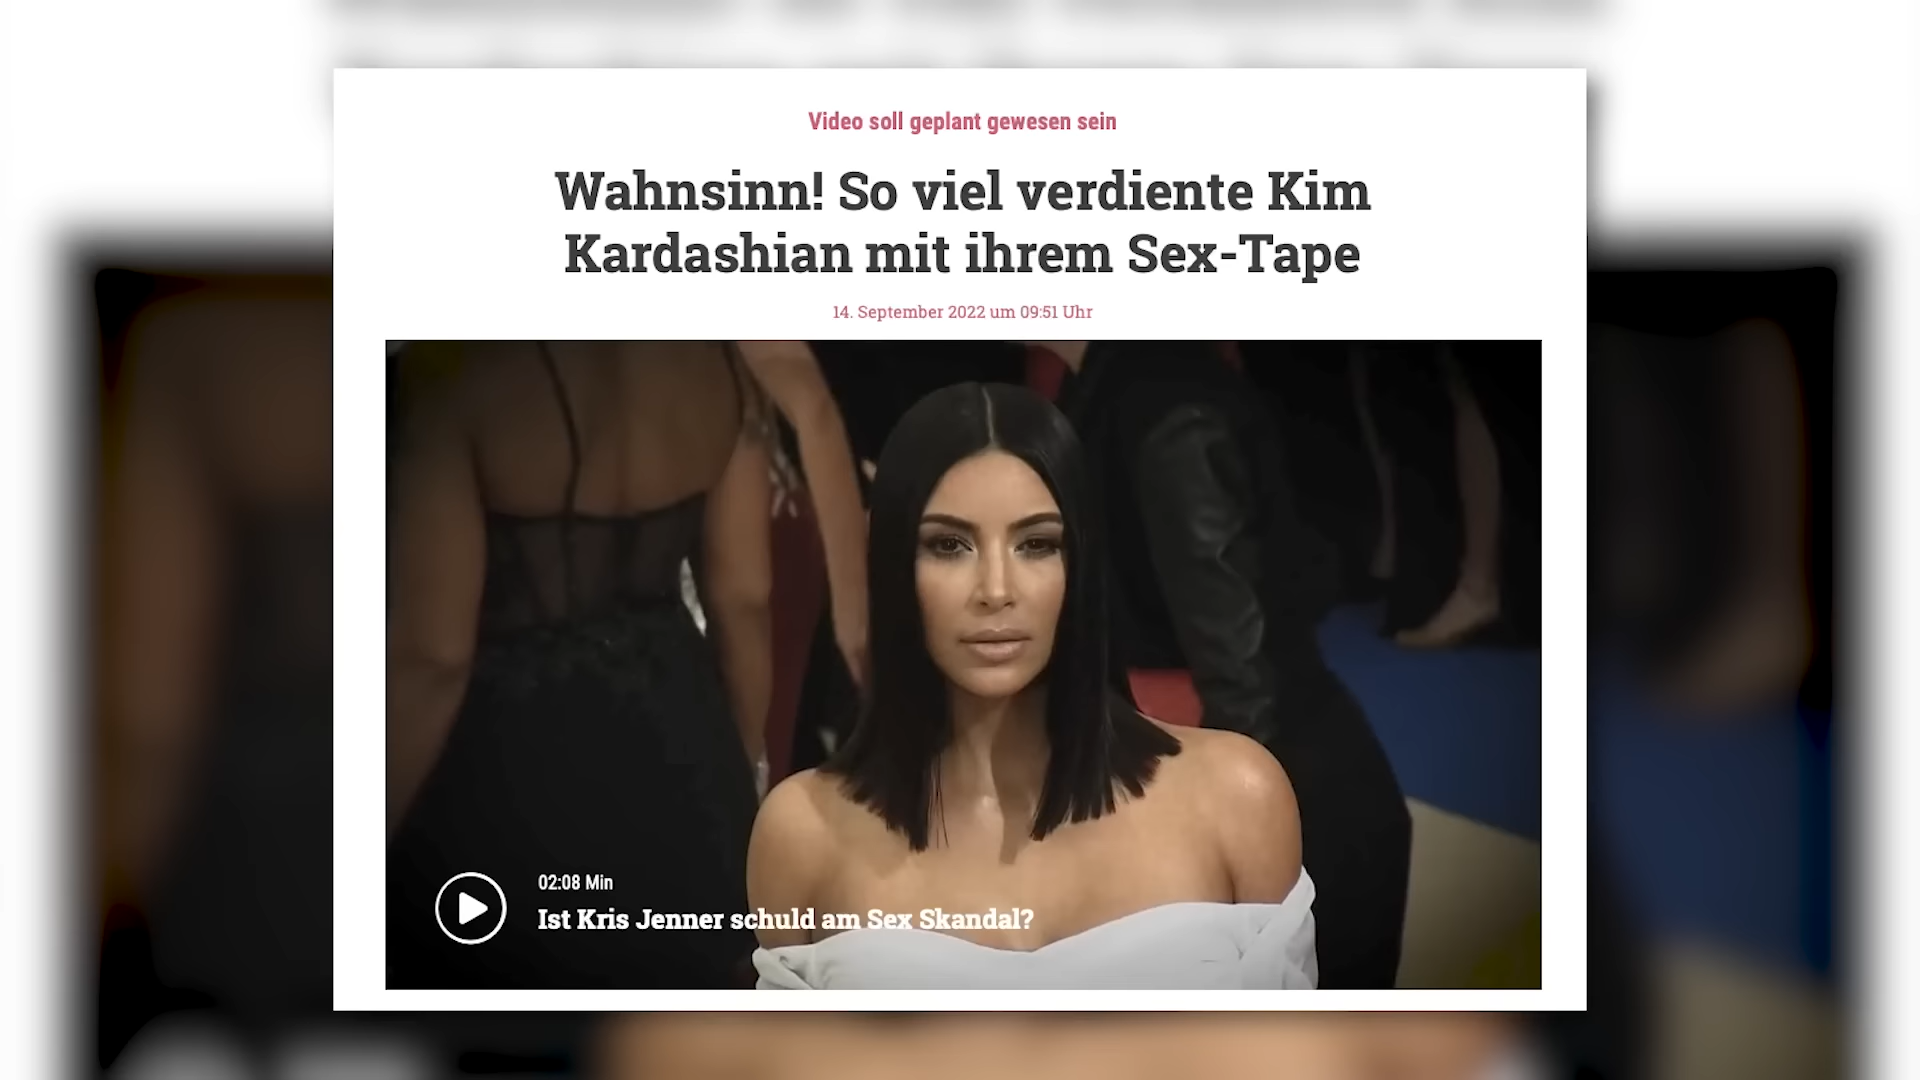 Video soll geplant gewesen sein
Wahnsinn! So viel verdiente Kim
Kardashian mit ihrem Sex-Tape
14. September 2022 um 09:51 Uhr
02:08 Min
Ist Kris Jenner schuld am Sex Skandal?